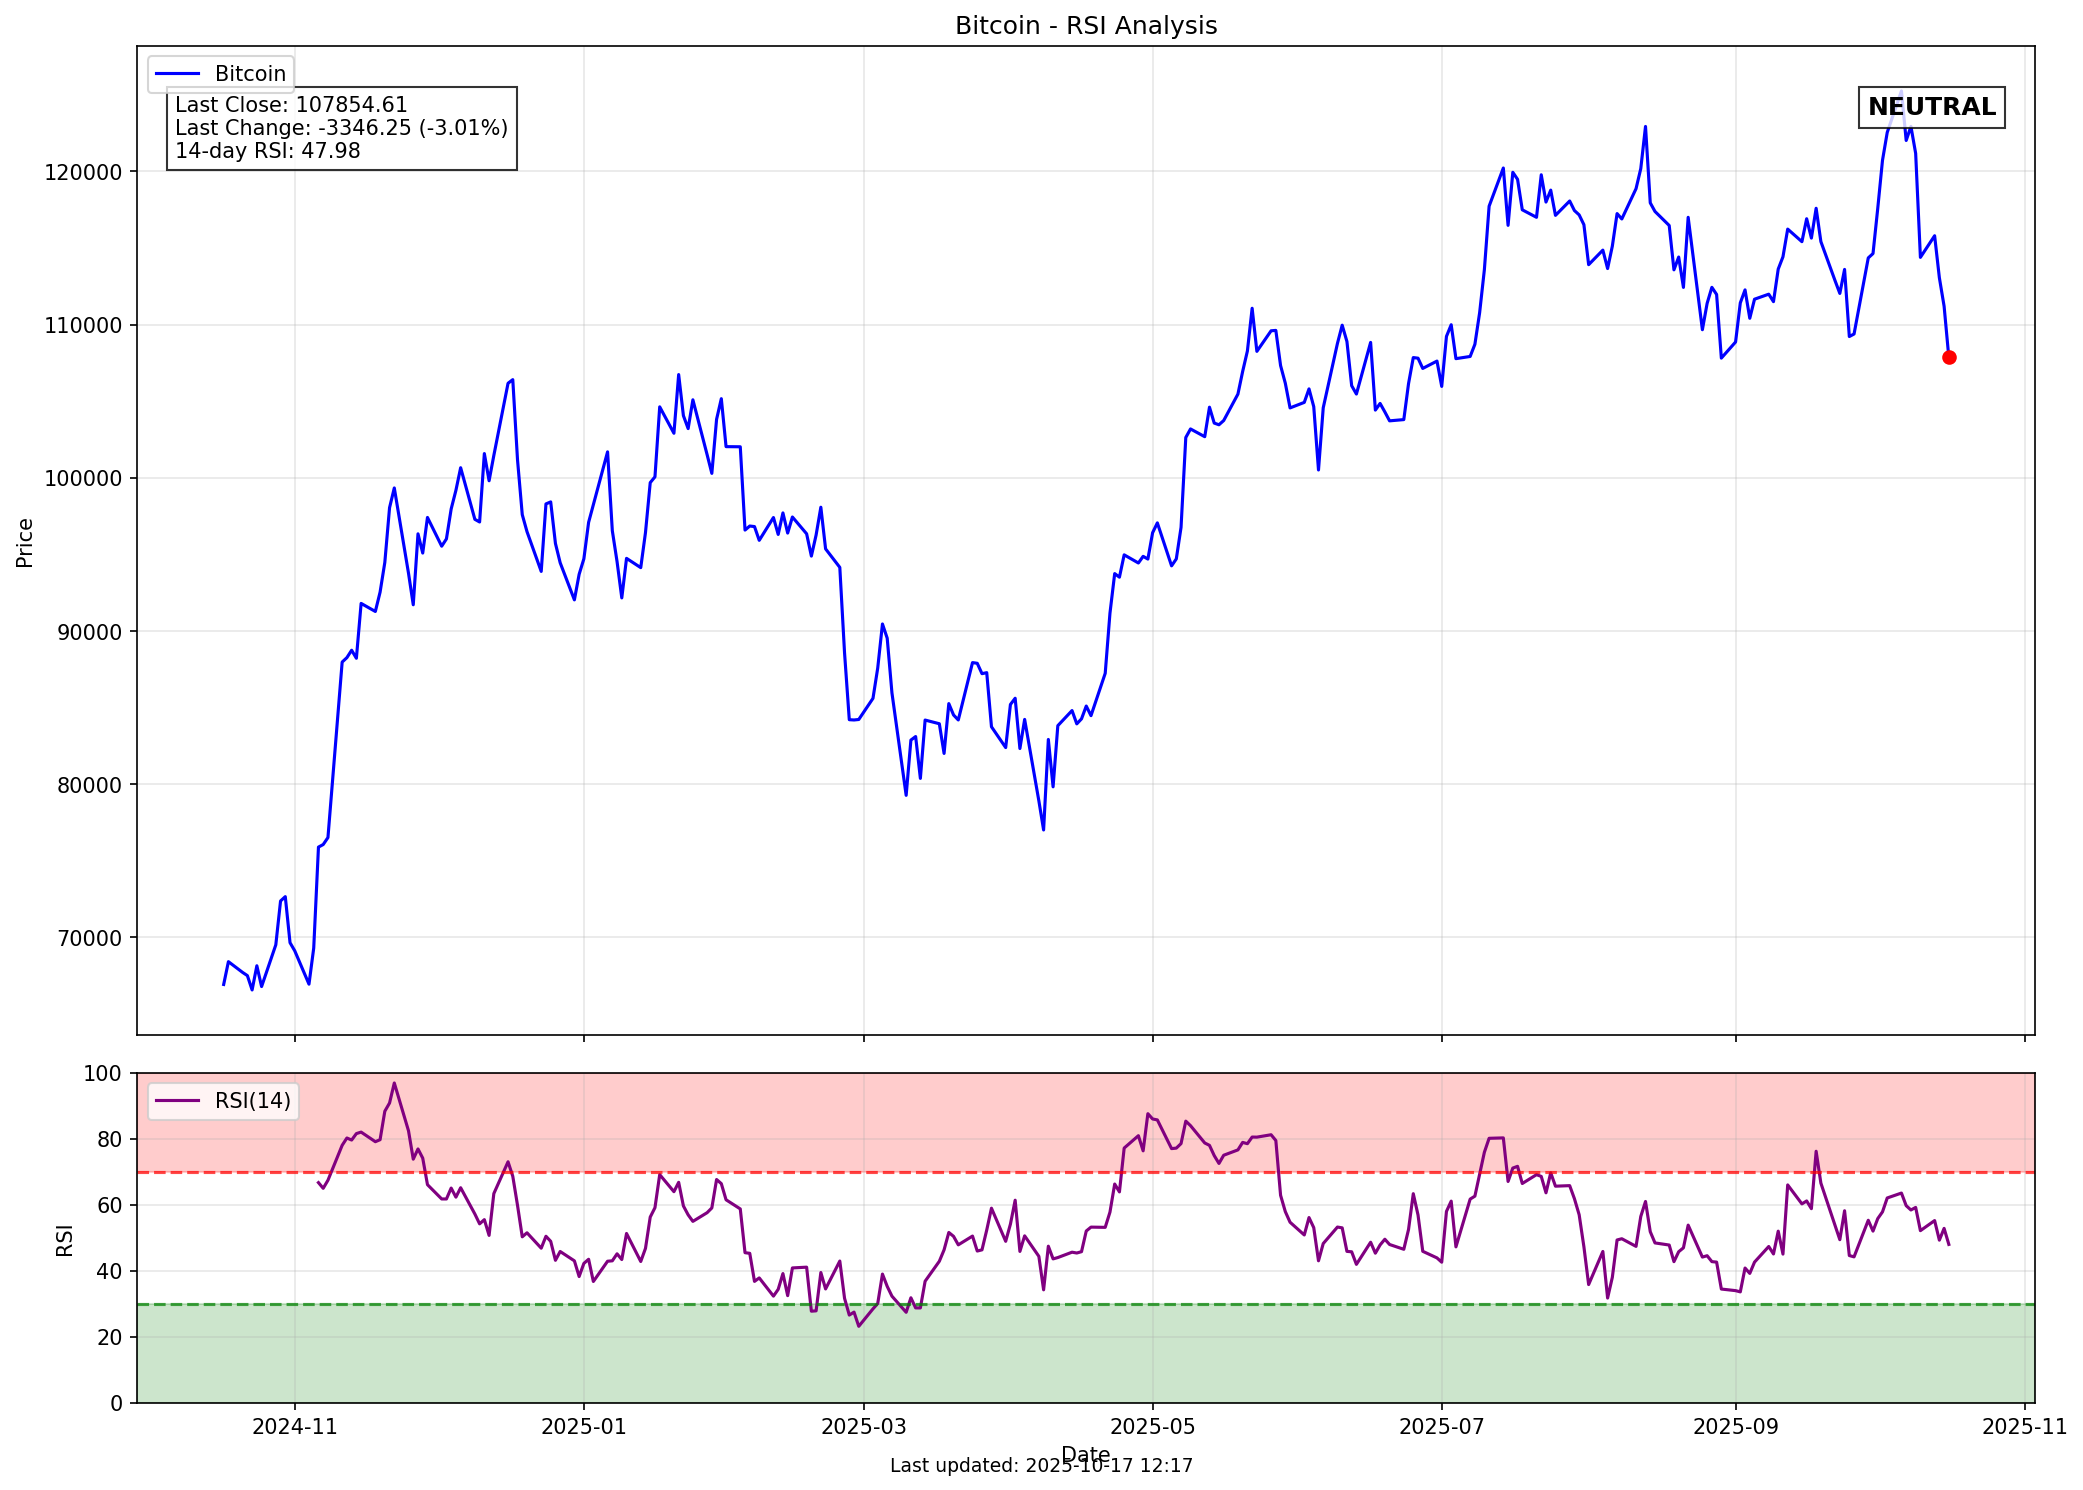 Bitcoin - RSI Analysis
Bitcoin
Last Close: 107854.61
Last Change: -3346.25 (-3.01%)
14-day RSI: 47.98
NEUTRAL
Price
120000
110000
100000
90000
80000
70000
RSI(14)
RSI
100
80
60
40
20
0
2024-11
2025-01
2025-03
2025-05
2025-07
2025-09
2025-11
Date
Last updated: 2025-10-17 12:17